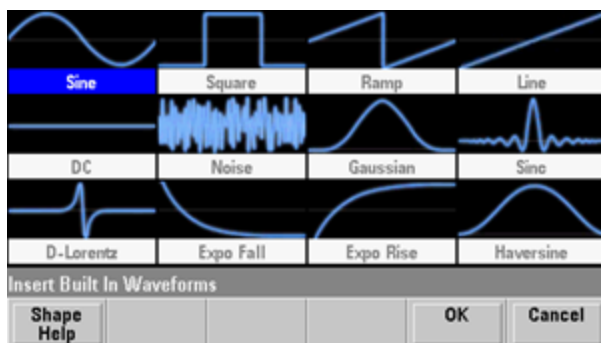 Sine Square Ramp Line
DC Noise Gaussian Sinc
D-Lorentz Expo Fall Expo Rise Haversine
Insert Built In Waveforms
Shape Help OK Cancel